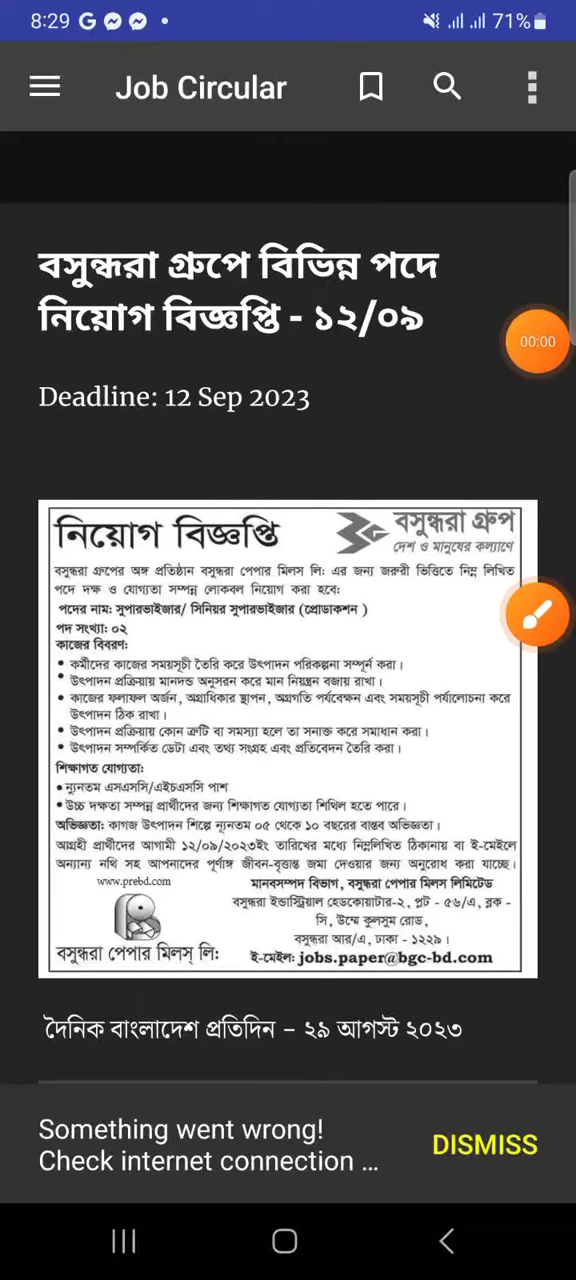 8:29
71%
Job Circular
বসুন্ধরা গ্রুপে বিভিন্ন পদে
নিয়োগ বিজ্ঞপ্তি - ১২/০৯
00:00
Deadline: 12 Sep 2023
নিয়োগ বিজ্ঞপ্তি
বসুন্ধরা গ্রুপ
দেশ ও মানুষের কল্যাণে
বসুন্ধরা গ্রুপের অঙ্গ প্রতিষ্ঠান বসুন্ধরা পেপার মিলস লি: এর জন্য জরুরী ভিত্তিতে নিম্ন লিখিত
পদে দক্ষ ও যোগ্যতা সম্পন্ন লোকবল নিয়োগ করা হবে:
পদের নাম: সুপারভাইজার/ সিনিয়র সুপারভাইজার (প্রোডাকশন )
পদ সংখ্যা: ০২
কাজের বিবরণ:
• কর্মীদের কাজের সময়সূচী তৈরি করে উৎপাদন পরিকল্পনা সম্পূর্ন করা।
• উৎপাদন প্রক্রিয়ায় মানদন্ড অনুসরন করে মান নিয়ন্ত্রন বজায় রাখা।
• কাজের ফলাফল অর্জন, অগ্রাধিকার স্থাপন, অগ্রগতি পর্যবেক্ষন এবং সময়সূচী পর্যালোচনা করে
উৎপাদন ঠিক রাখা।
• উৎপাদন প্রক্রিয়ায় কোন ত্রুটি বা সমস্যা হলে তা সনাক্ত করে সমাধান করা।
• উৎপাদন সম্পর্কিত ডেটা এবং তথ্য সংগ্রহ এবং প্রতিবেদন তৈরি করা।
শিক্ষাগত যোগ্যতা:
• ন্যুনতম এসএসসি/এইচএসসি পাশ
• উচ্চ দক্ষতা সম্পন্ন প্রার্থীদের জন্য শিক্ষাগত যোগ্যতা শিথিল হতে পারে।
অভিজ্ঞতা: কাগজ উৎপাদন শিল্পে ন্যূনতম ০৫ থেকে ১০ বছরের বাস্তব অভিজ্ঞতা।
আগ্রহী প্রার্থীদের আগামী ১২/০৯/২০২৩ইং তারিখের মধ্যে নিম্নলিখিত ঠিকানায় বা ই-মেইলে
অন্যান্য নথি সহ আপনাদের পূর্ণাঙ্গ জীবন-বৃত্তান্ত জমা দেওয়ার জন্য অনুরোধ করা যাচ্ছে।
www.prebd.com
মানবসম্পদ বিভাগ, বসুন্ধরা পেপার মিলস লিমিটেড
বসুন্ধরা ইন্ডাস্ট্রিয়াল হেডকোয়াটার-২, প্লট - ৫৬/এ, ব্লক -
সি, উম্মে কুলসুম রোড,
বসুন্ধরা আর/এ, ঢাকা - ১২২৯।
বসুন্ধরা পেপার মিলস্ লি:
ই-মেইল: jobs.paper@bgc-bd.com
দৈনিক বাংলাদেশ প্রতিদিন – ২৯ আগস্ট ২০২৩
Something went wrong!
Check internet connection ...
DISMISS